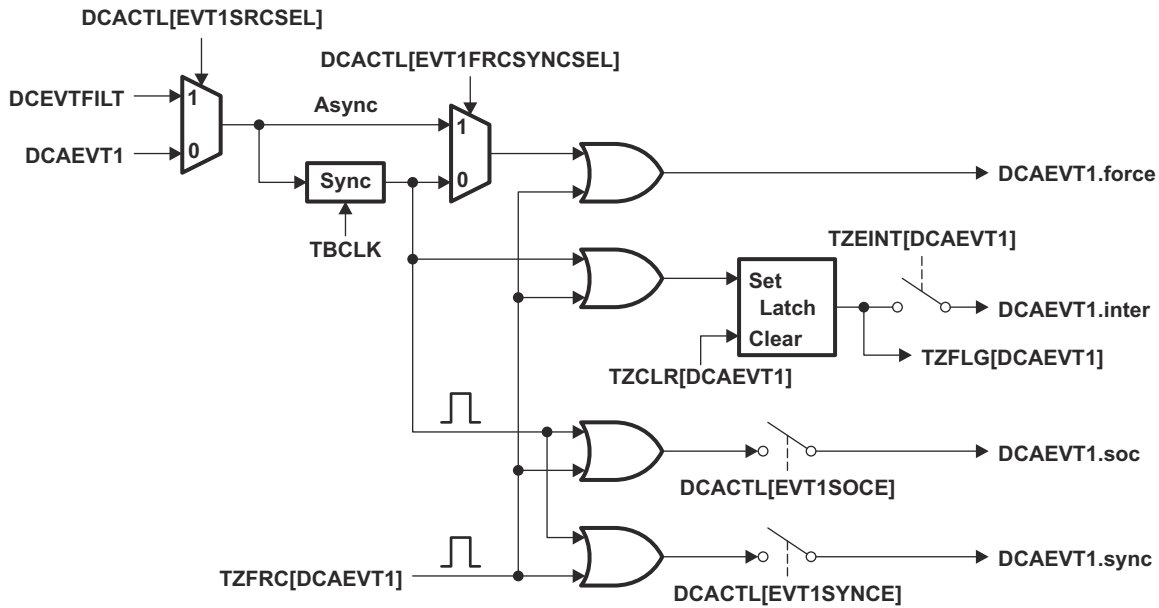 DCACTL[EVT1SRCSEL]
DCACTL[EVT1FRCSYNCSEL]
DCEVTFILT
1
Async
1
DCAEVT1
0
Sync
0
DCAEVT1.force
TBCLK
TZEINT[DCAEVT1]
Set
Latch
DCAEVT1.inter
Clear
TZFLG[DCAEVT1]
TZCLR[DCAEVT1]
DCAEVT1.soc
DCACTL[EVT1SOCE]
DCAEVT1.sync
TZFRC[DCAEVT1]
DCACTL[EVT1SYNCE]